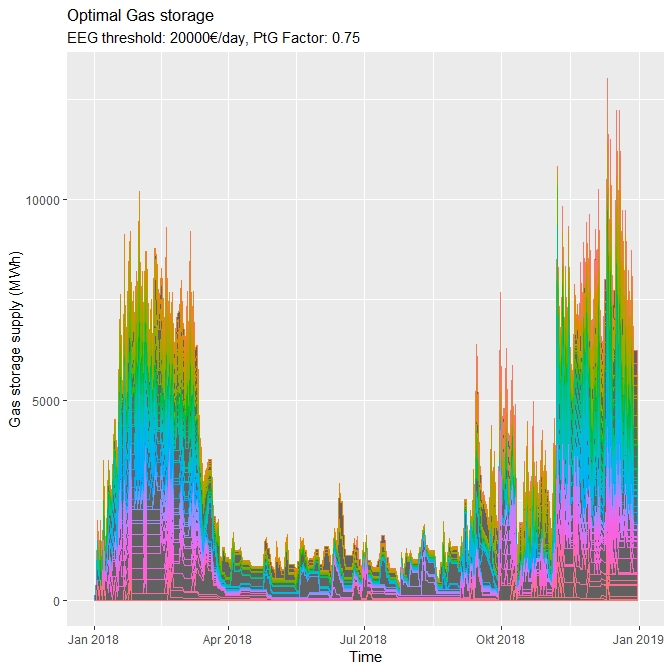 Optimal Gas storage
EEG threshold: 20000€/day, PtG Factor: 0.75
Gas storage supply (MWh)
10000
5000
0
Jan 2018 Apr 2018 Jul 2018 Okt 2018 Jan 2019
Time